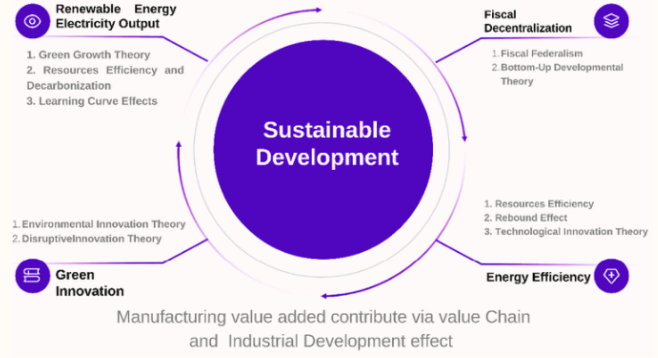 Renewable Energy
Electricity Output
1. Green Growth Theory
2. Resources Efficiency and
Decarbonization
3. Learning Curve Effects
Fiscal
Decentralization
1. Fiscal Federalism
2. Bottom-Up Developmental
Theory
Sustainable
Development
1. Environmental Innovation Theory
2. DisruptiveInnovation Theory
Green
Innovation
1. Resources Efficiency
2. Rebound Effect
3. Technological Innovation Theory
Energy Efficiency
Manufacturing value added contribute via value Chain
and Industrial Development effect